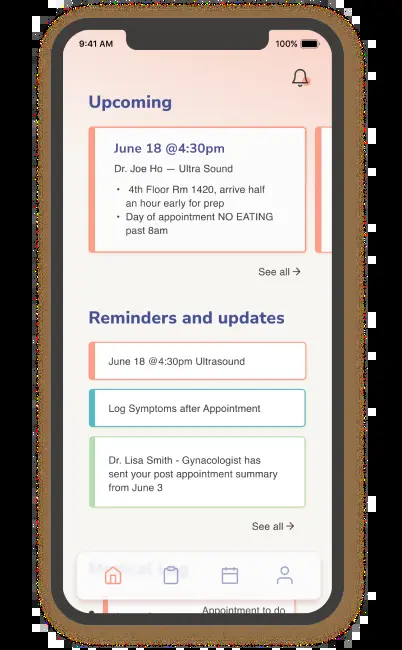 9:41 AM 100%
Upcoming
June 18 @4:30pm
Dr. Joe Ho — Ultra Sound
• 4th Floor Rm 1420, arrive half
an hour early for prep
• Day of appointment NO EATING
past 8am
See all →
Reminders and updates
June 18 @4:30pm Ultrasound
Log Symptoms after Appointment
Dr. Lisa Smith - Gynacologist has
sent your post appointment summary
from June 3
See all →
Appointment to do